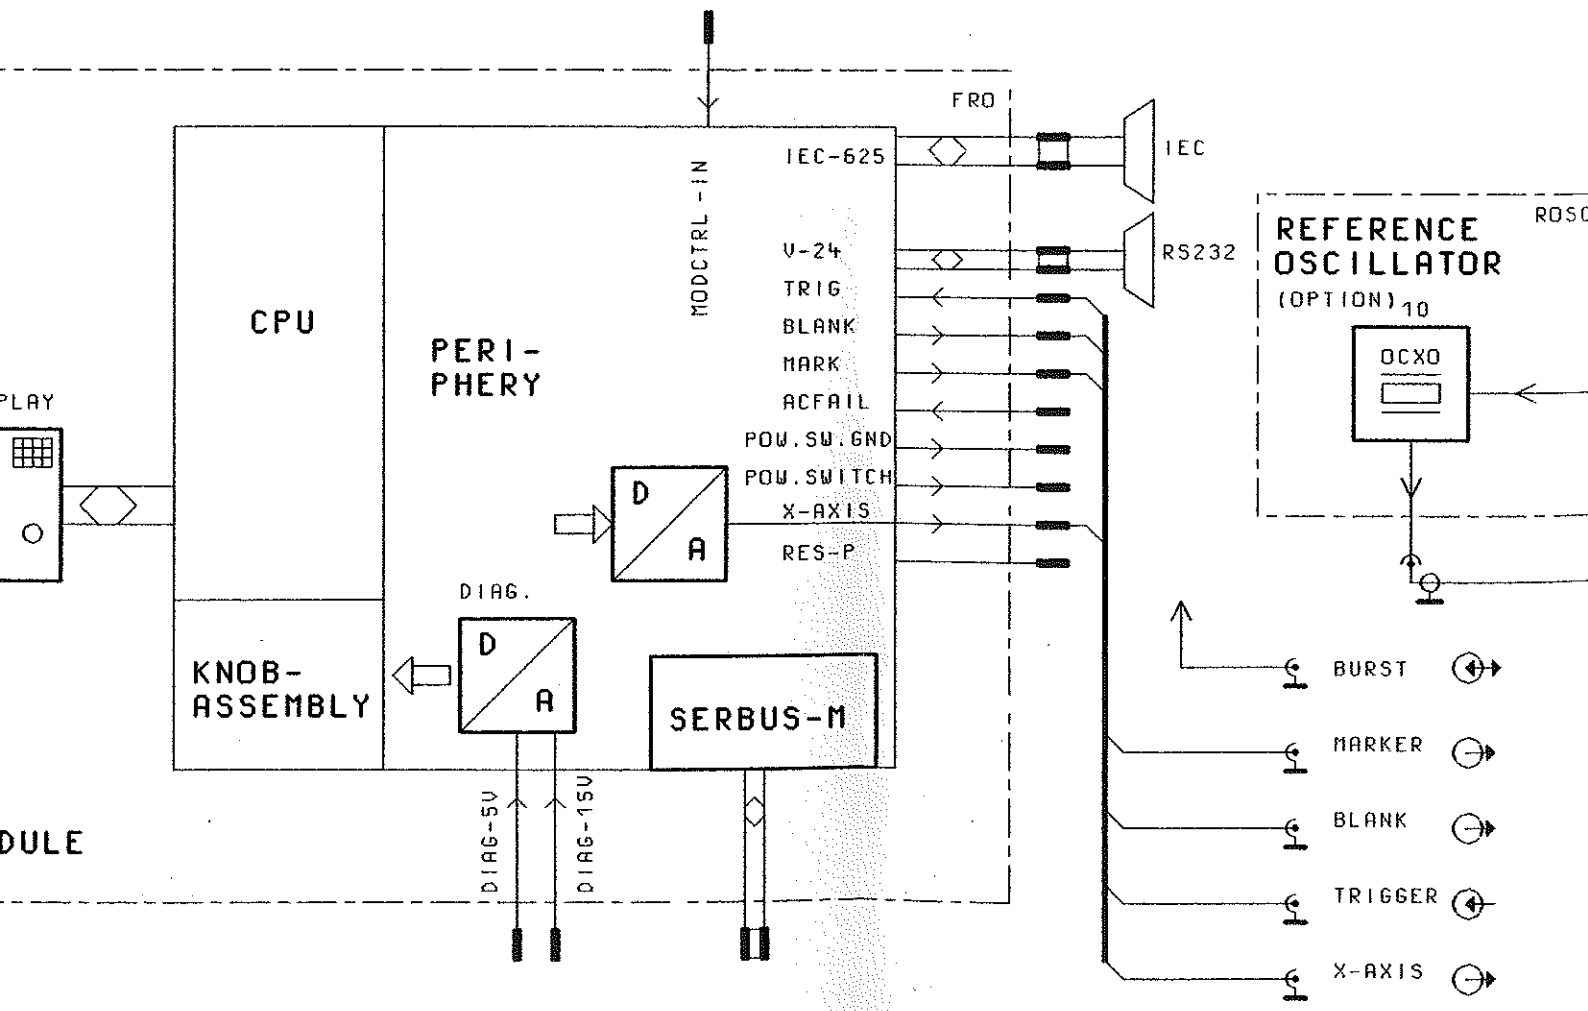 FRO
IEC-625
IEC
MODCTRL-IN
ROSC
REFERENCE
OSCILLATOR
(OPTION)
10
V-24
RS232
TRIG
CPU
BLANK
PERI-
PHERY
MARK
OCXO
PLAY
ACFAIL
POW.SW.GND
POW.SWITCH
D
A
X-AXIS
RES-P
DIAG.
D
A
KNOB-
ASSEMBLY
SERBUS-M
BURST
MARKER
DIAG-5V
DIAG-15V
BLANK
DULE
TRIGGER
X-AXIS